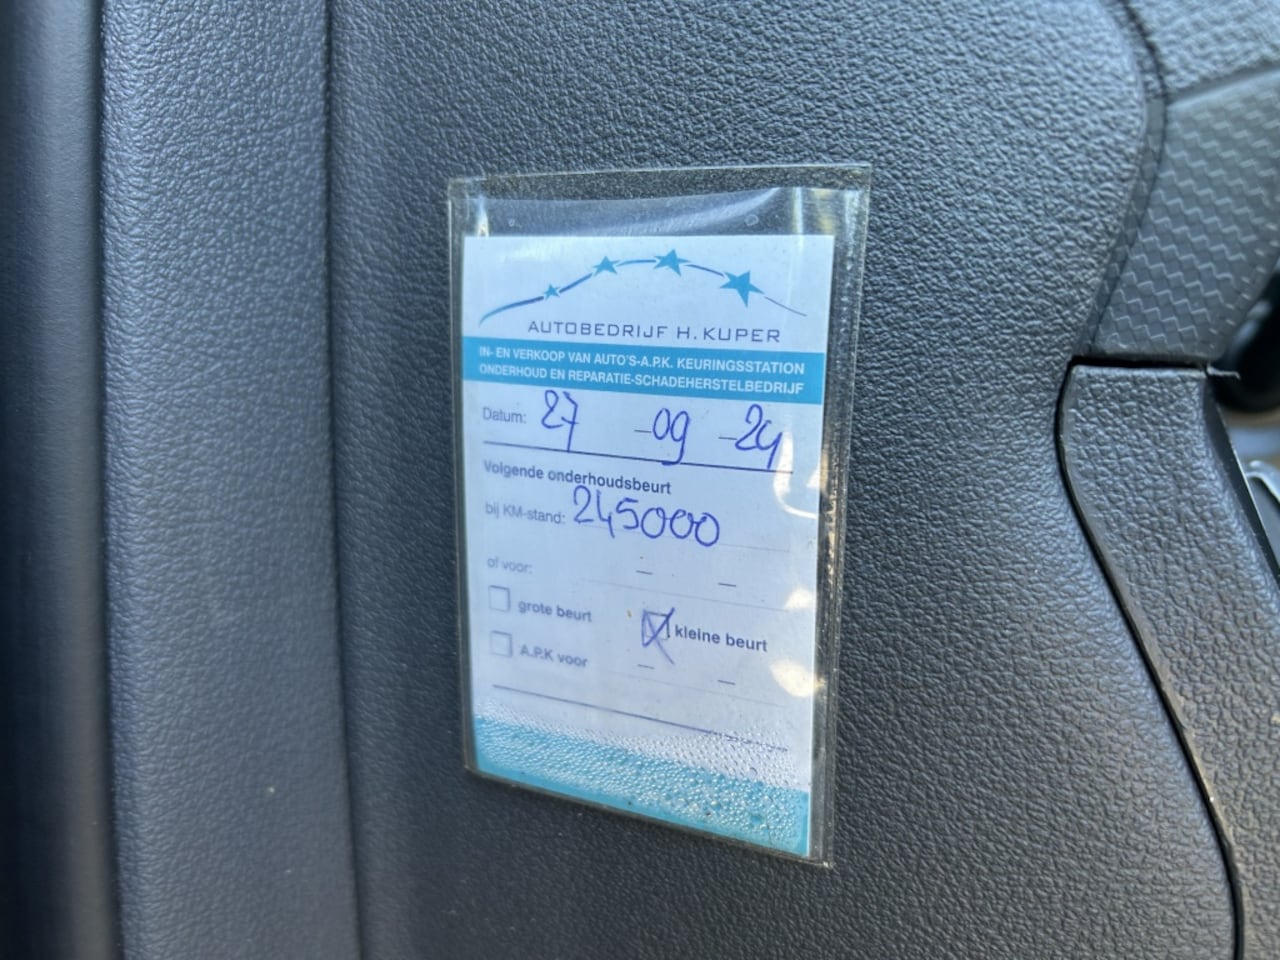 AUTOBEDRIJF H. KUPER
IN- EN VERKOOP VAN AUTO'S-A.P.K. KEURINGSSTATION
ONDERHOUD EN REPARATIE-SCHADEHERSTELBEDRIJF
Datum: 27 -09 -24
Volgende onderhoudsbeurt
bij KM-stand: 245000
of voor: - -
grote beurt kleine beurt
A.P.K voor - -